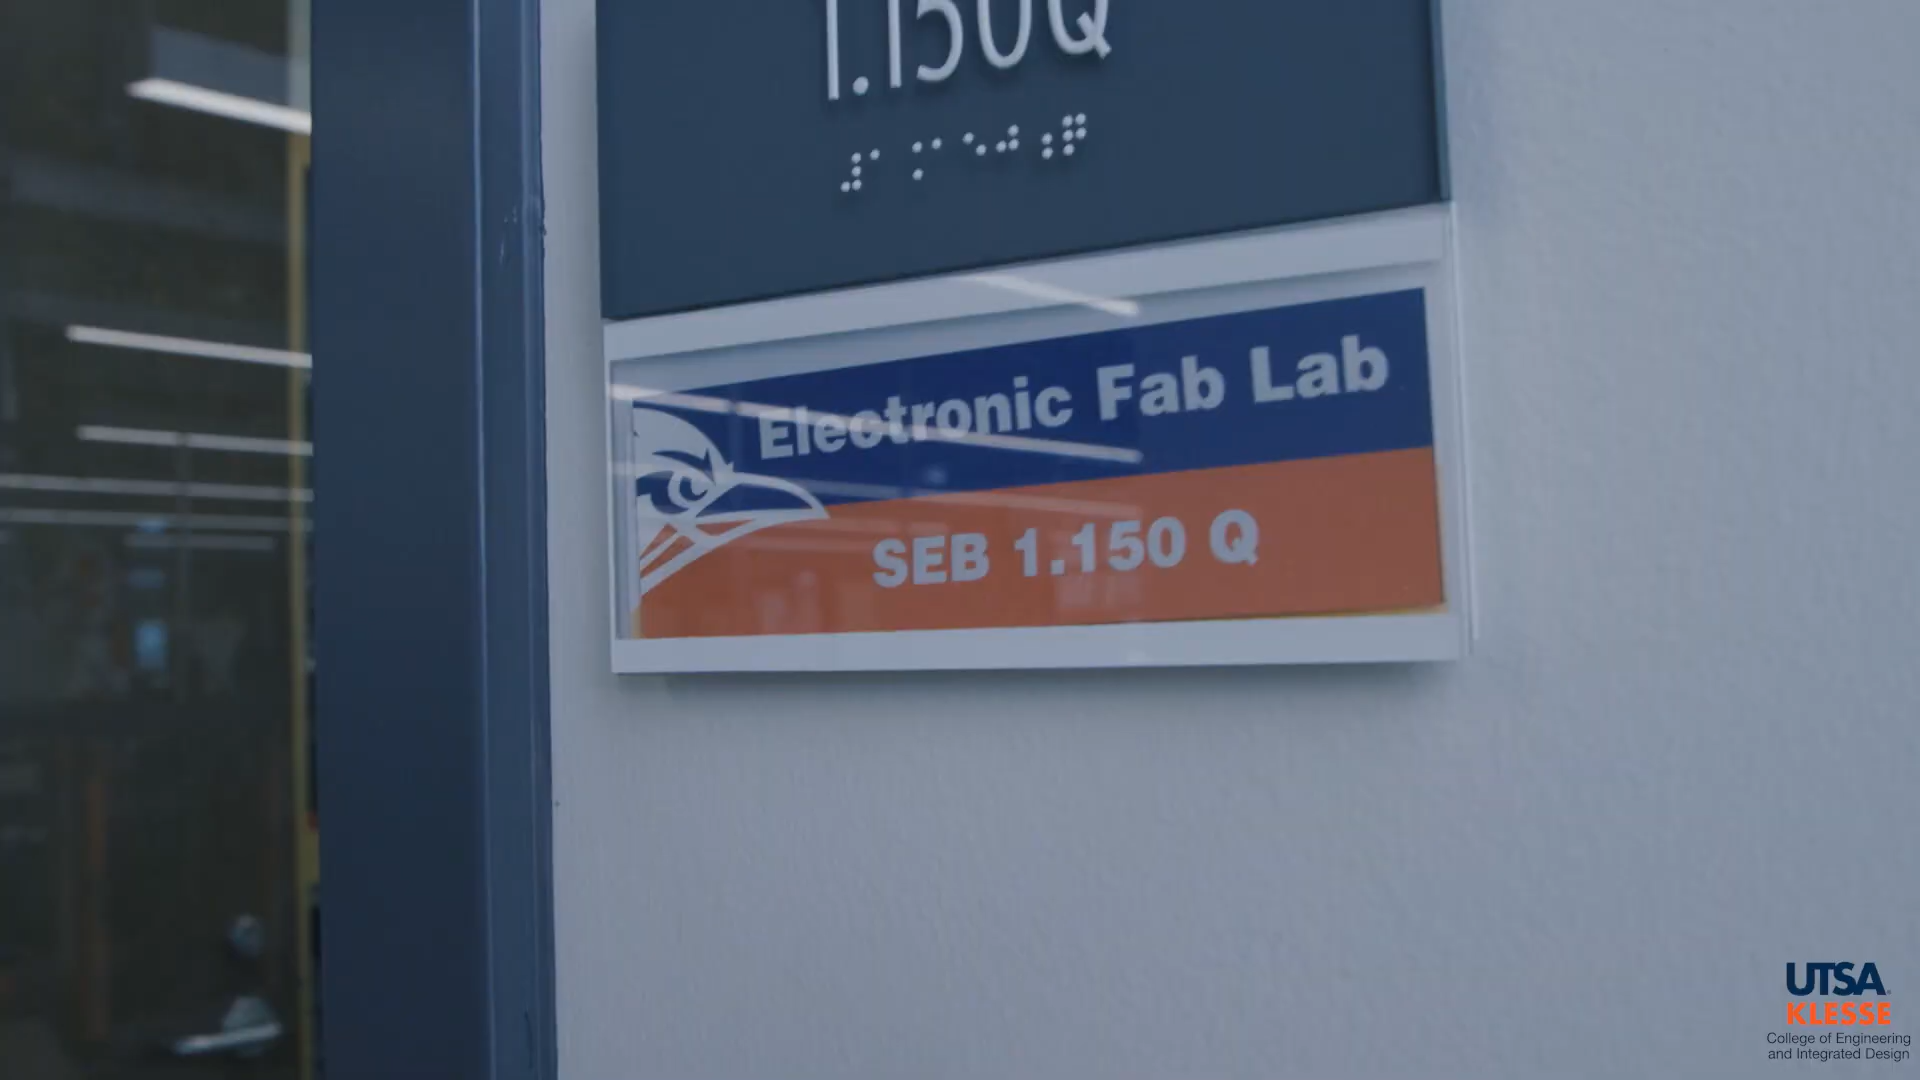 1.150Q
Electronic Fab Lab
SEB 1.150 Q
UTSA
KLESSE
College of Engineering
and Integrated Design